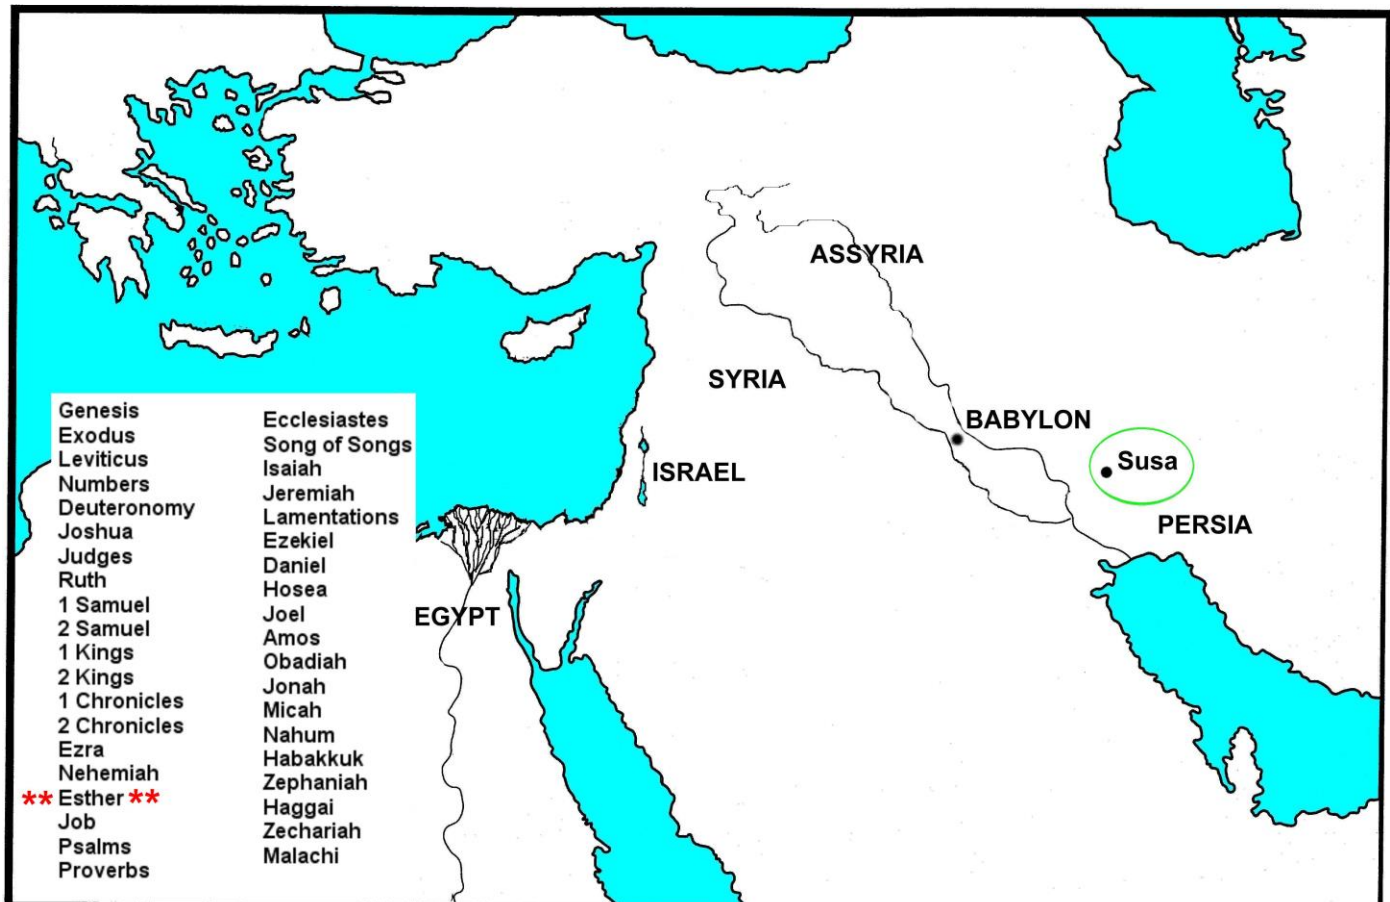 ASSYRIA
SYRIA
BABYLON
Susa
ISRAEL
PERSIA
EGYPT
Genesis
Exodus
Leviticus
Numbers
Deuteronomy
Joshua
Judges
Ruth
1 Samuel
2 Samuel
1 Kings
2 Kings
1 Chronicles
2 Chronicles
Ezra
Nehemiah
** Esther **
Job
Psalms
Proverbs
Ecclesiastes
Song of Songs
Isaiah
Jeremiah
Lamentations
Ezekiel
Daniel
Hosea
Joel
Amos
Obadiah
Jonah
Micah
Nahum
Habakkuk
Zephaniah
Haggai
Zechariah
Malachi